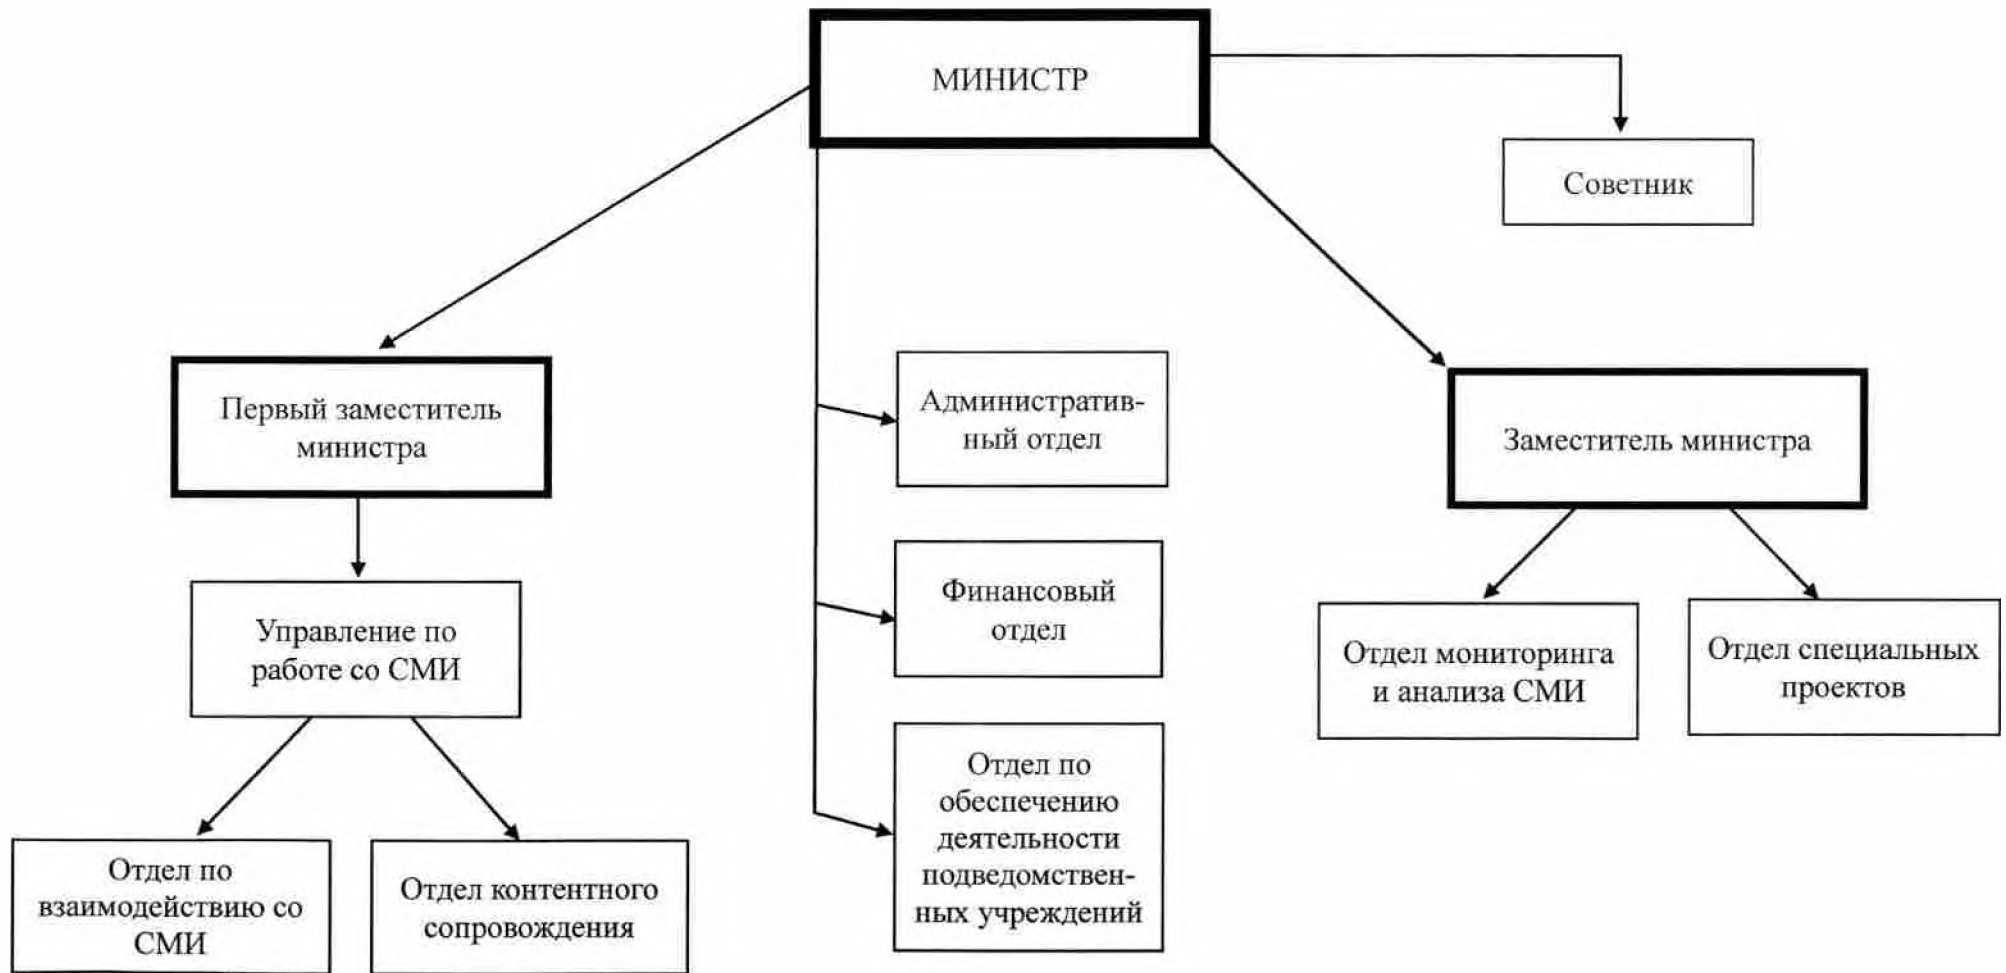 МИНИСТР
Советник
Первый заместитель
министра
Административ-
ный отдел
Заместитель министра
Управление по
работе со СМИ
Финансовый
отдел
Отдел мониторинга
и анализа СМИ
Отдел специальных
проектов
Отдел по
взаимодействию со
СМИ
Отдел контентного
сопровождения
Отдел по
обеспечению
деятельности
подведомствен-
ных учреждений